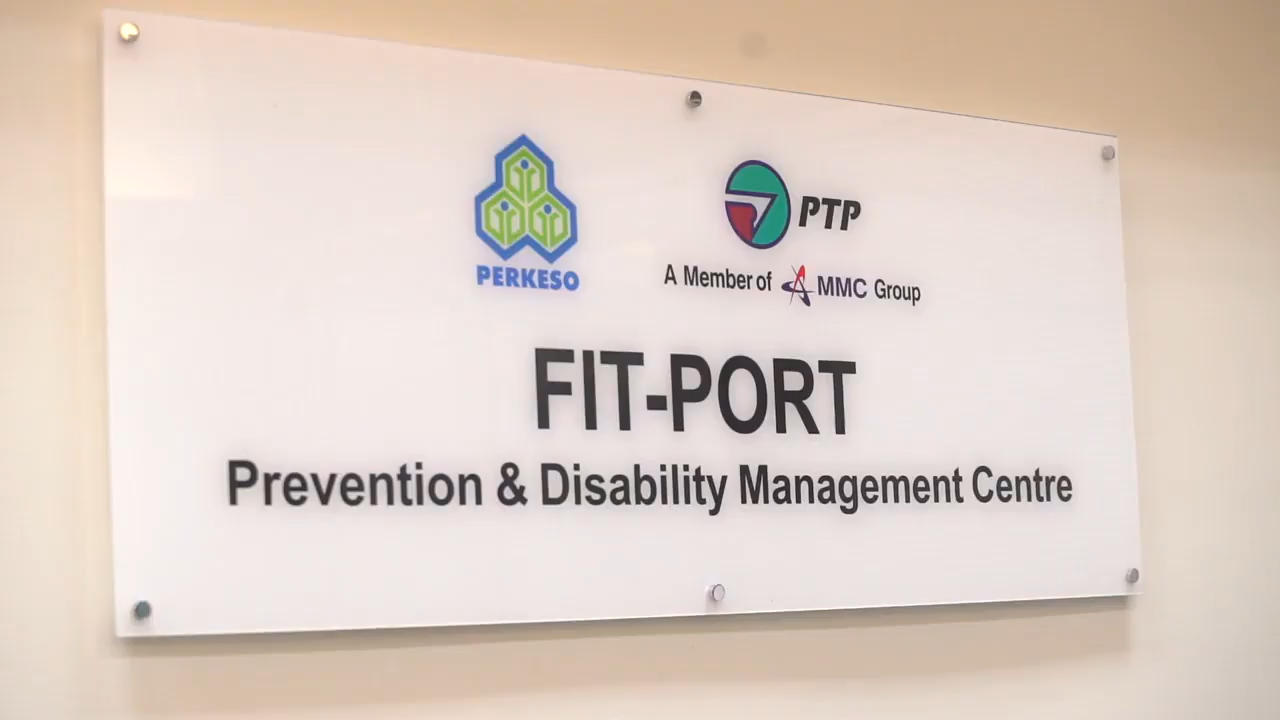 PERKESO
PTP
A Member of MMC Group
FIT-PORT
Prevention & Disability Management Centre